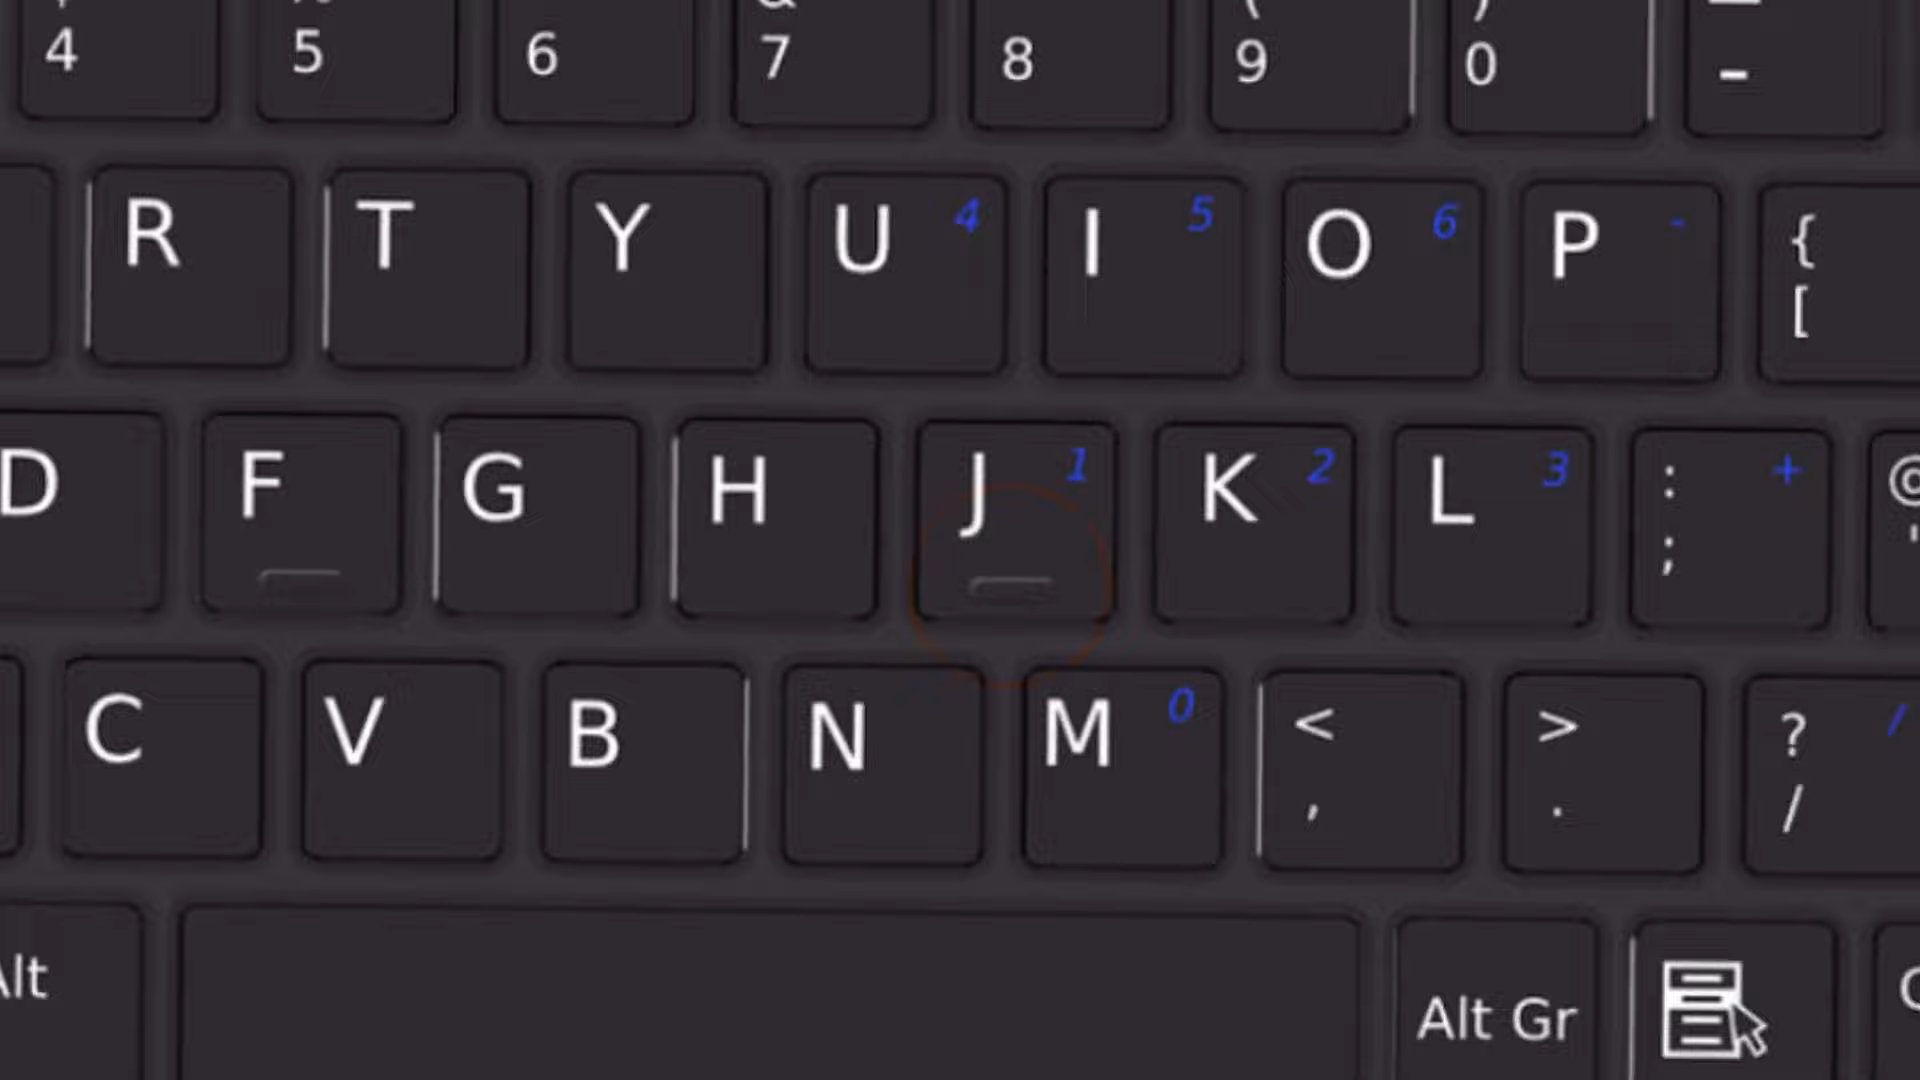 4 5 6 7 8 9 0 -
R T Y U 4 I 5 O 6 P - {
[
D F G H J 1 K 2 L 3 : + @
; '
C V B N M 0 < > ? /
, . /
Alt Alt Gr